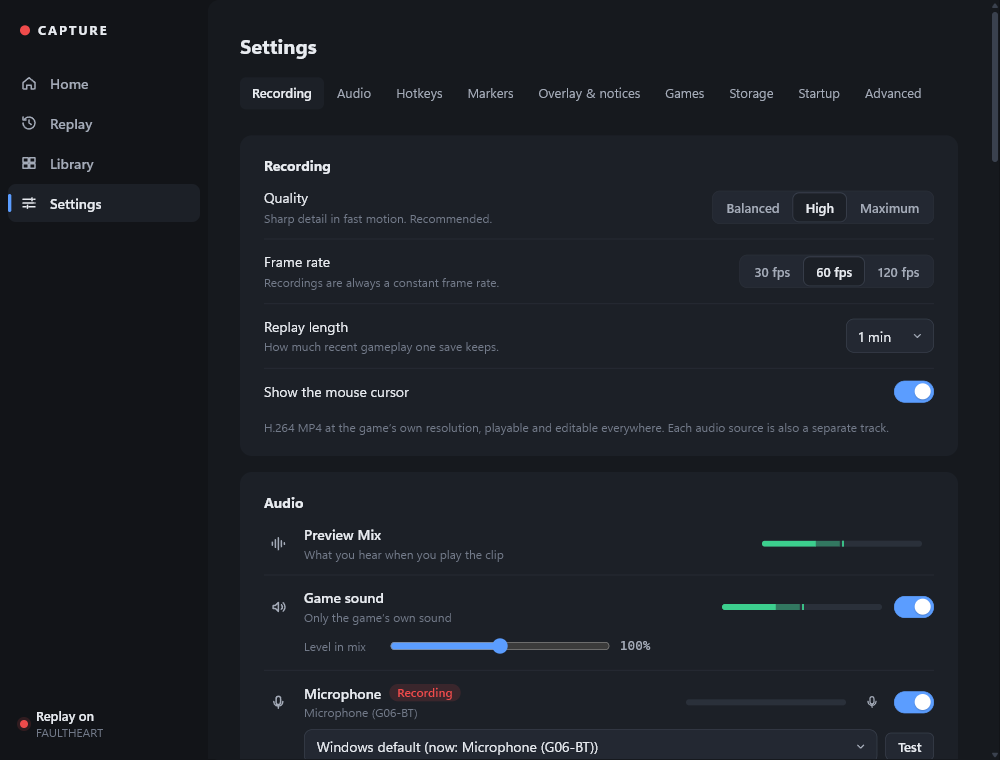 CAPTURE
Home
Replay
Library
Settings
Replay on
FAULTHEART
Settings
Recording Audio Hotkeys Markers Overlay & notices Games Storage Startup Advanced
Recording
Quality
Sharp detail in fast motion. Recommended.
Balanced High Maximum
Frame rate
Recordings are always a constant frame rate.
30 fps 60 fps 120 fps
Replay length
How much recent gameplay one save keeps.
1 min
Show the mouse cursor
H.264 MP4 at the game's own resolution, playable and editable everywhere. Each audio source is also a separate track.
Audio
Preview Mix
What you hear when you play the clip
Game sound
Only the game's own sound
Level in mix 100%
Microphone Recording
Microphone (G06-BT)
Windows default (now: Microphone (G06-BT)) Test